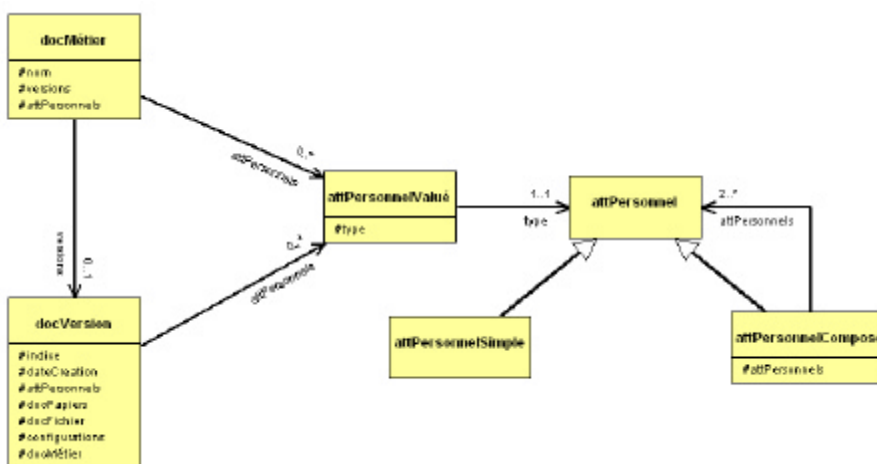 docMétier
#nom
#versions
#attPersonnels
0..*
attPersonnels
attPersonnelValué
#type
1..1
type
attPersonnel
2..*
attPersonnels
versions
0..1
0..*
attPersonnels
docVersion
#indise
#dateCreation
#attPersonnels
#docPapiers
#docFichier
#configurations
#docMétier
attPersonnelSimple
attPersonnelCompose
#attPersonnels